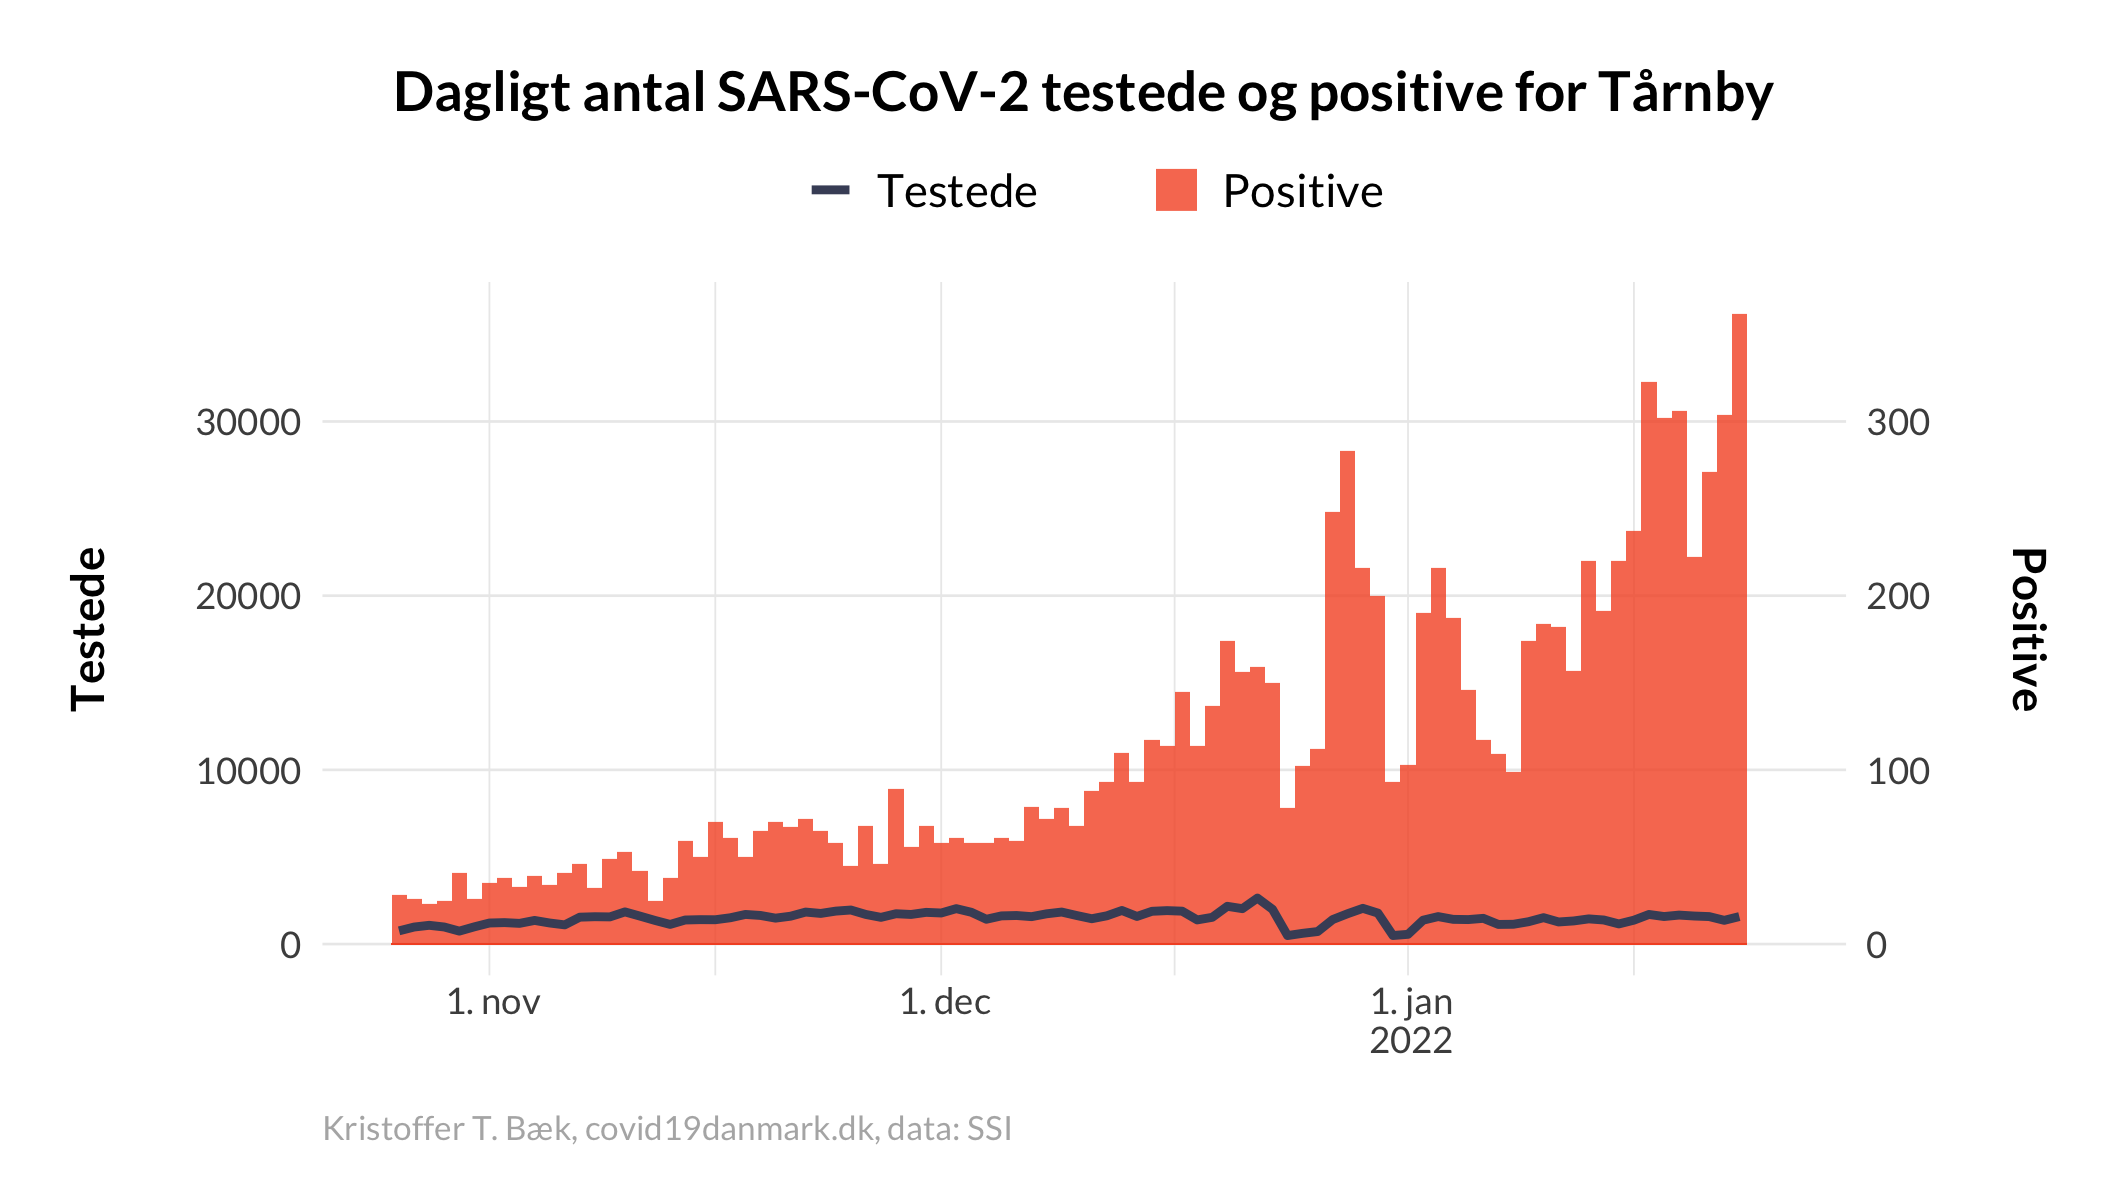 Dagligt antal SARS-CoV-2 testede og positive for Tårnby
Testede
Positive
Testede
30000
20000
10000
0
300
200
100
0
Positive
1. nov
1. dec
1. jan
2022
Kristoffer T. Bæk, covid19danmark.dk, data: SSI